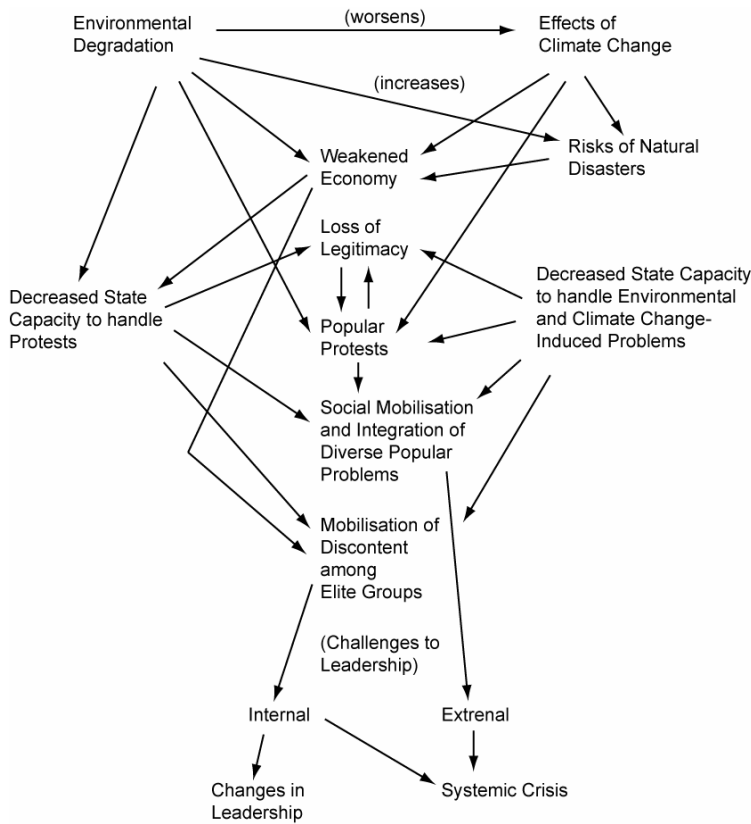 Environmental
Degradation
(worsens)
Effects of
Climate Change
(increases)
Weakened
Economy
Risks of Natural
Disasters
Loss of
Legitimacy
Decreased State
Capacity to handle
Protests
Popular
Protests
Decreased State Capacity
to handle Environmental
and Climate Change-
Induced Problems
Social Mobilisation
and Integration of
Diverse Popular
Problems
Mobilisation of
Discontent
among
Elite Groups
(Challenges to
Leadership)
Internal
Extrenal
Changes in
Leadership
Systemic Crisis